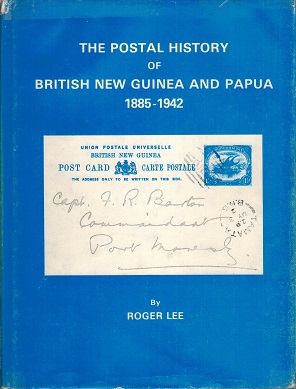 THE POSTAL HISTORY
OF
BRITISH NEW GUINEA AND PAPUA
1885-1942
UNION POSTALE UNIVERSELLE
BRITISH NEW GUINEA
POST CARD CARTE POSTALE
THE ADDRESS ONLY TO BE WRITTEN ON THIS SIDE.
Capt. F. R. Barton
Commandant
Port Moresby
By
ROGER LEE